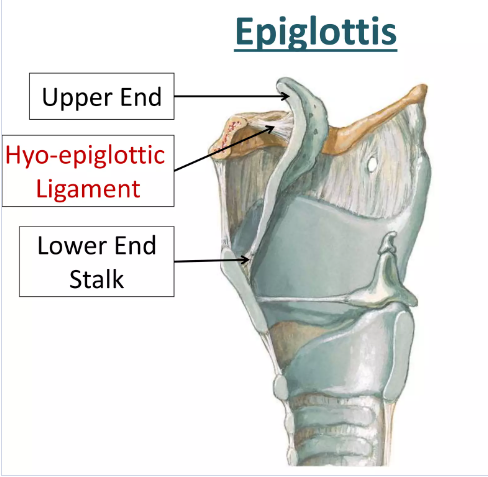 Epiglottis
Upper End
Hyo-epiglottic
Ligament
Lower End
Stalk